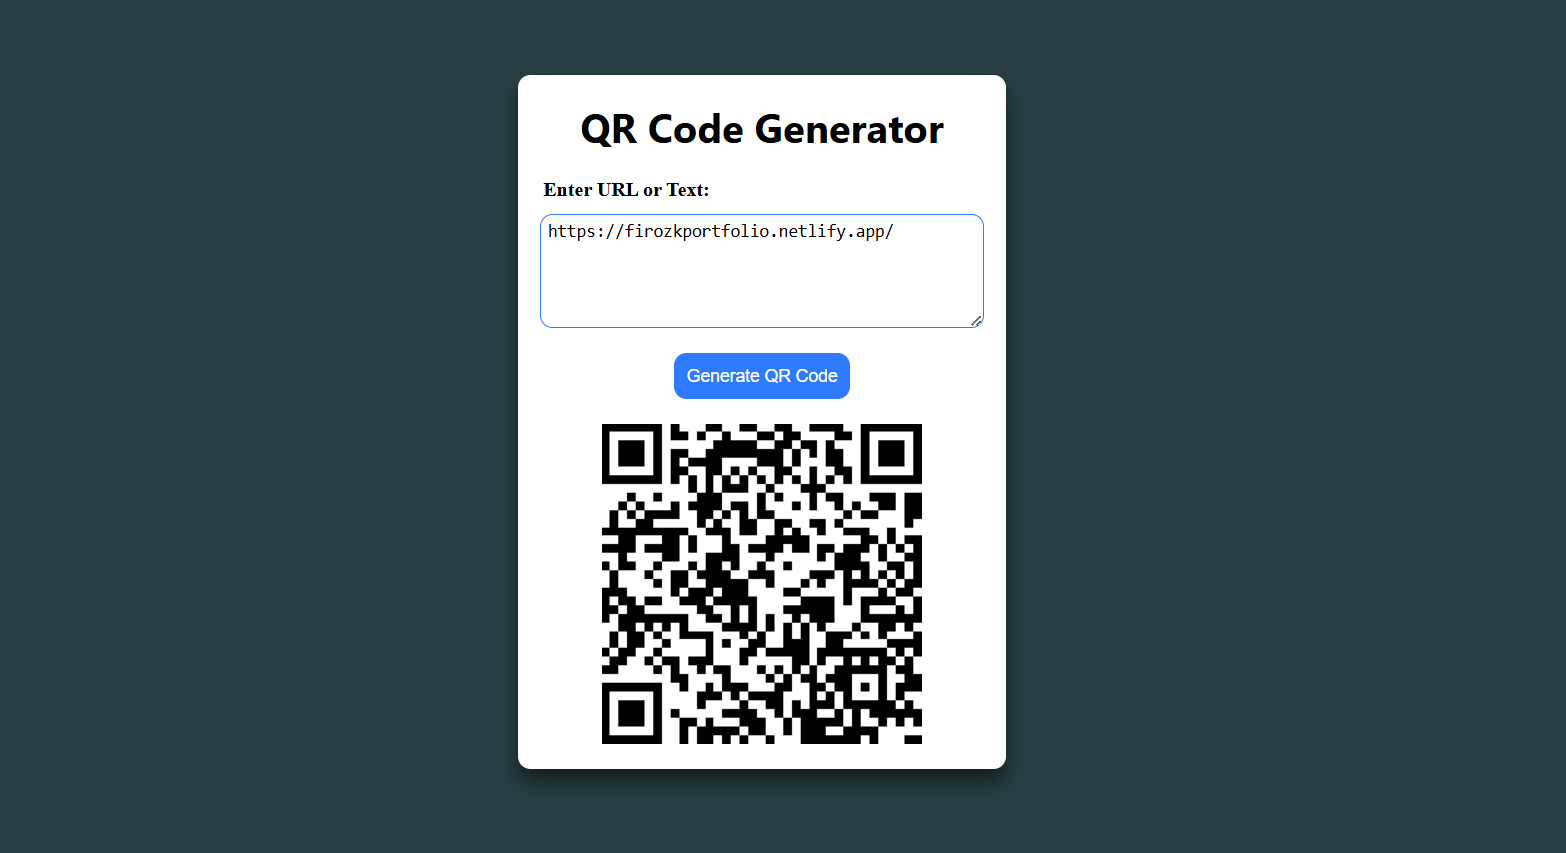 QR Code Generator
Enter URL or Text:
https://firozkportfolio.netlify.app/
Generate QR Code